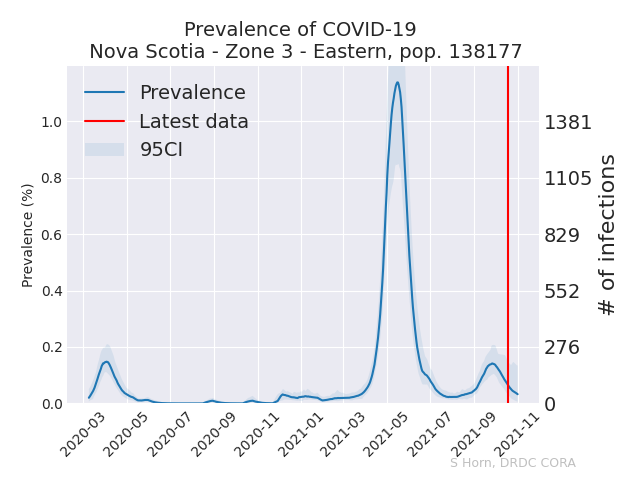 Prevalence of COVID-19
Nova Scotia - Zone 3 - Eastern, pop. 138177
Prevalence
Latest data
95CI
Prevalence (%)
1.0
0.8
0.6
0.4
0.2
0.0
1381
1105
829
552
276
0
# of infections
2020-03
2020-05
2020-07
2020-09
2020-11
2021-01
2021-03
2021-05
2021-07
2021-09
2021-11
S Horn, DRDC CORA